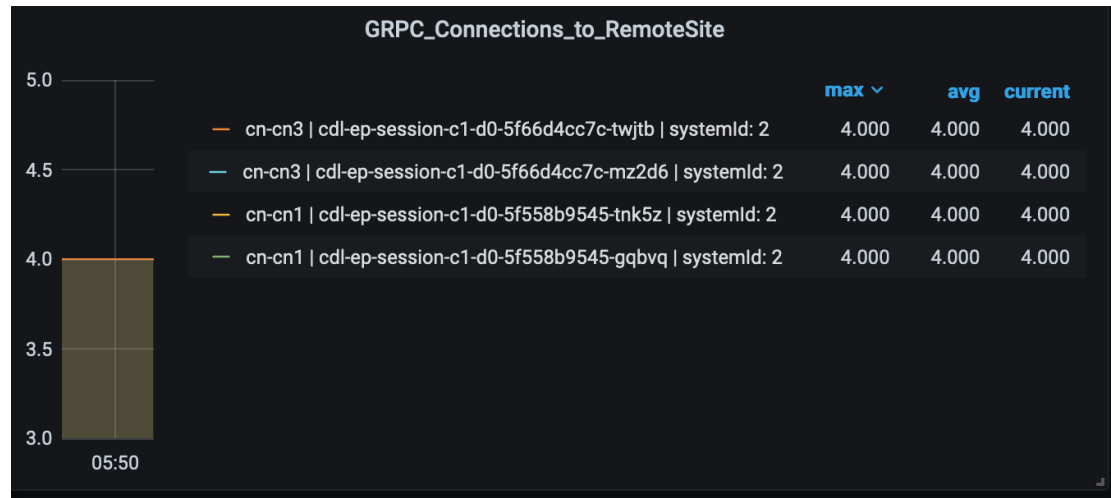 GRPC_Connections_to_RemoteSite
5.0
4.5
4.0
3.5
3.0
05:50
max avg current
cn-cn3 | cdl-ep-session-c1-d0-5f66d4cc7c-twjtb | systemId: 2 4.000 4.000 4.000
cn-cn3 | cdl-ep-session-c1-d0-5f66d4cc7c-mz2d6 | systemId: 2 4.000 4.000 4.000
cn-cn1 | cdl-ep-session-c1-d0-5f558b9545-tnk5z | systemId: 2 4.000 4.000 4.000
cn-cn1 | cdl-ep-session-c1-d0-5f558b9545-gqbvq | systemId: 2 4.000 4.000 4.000